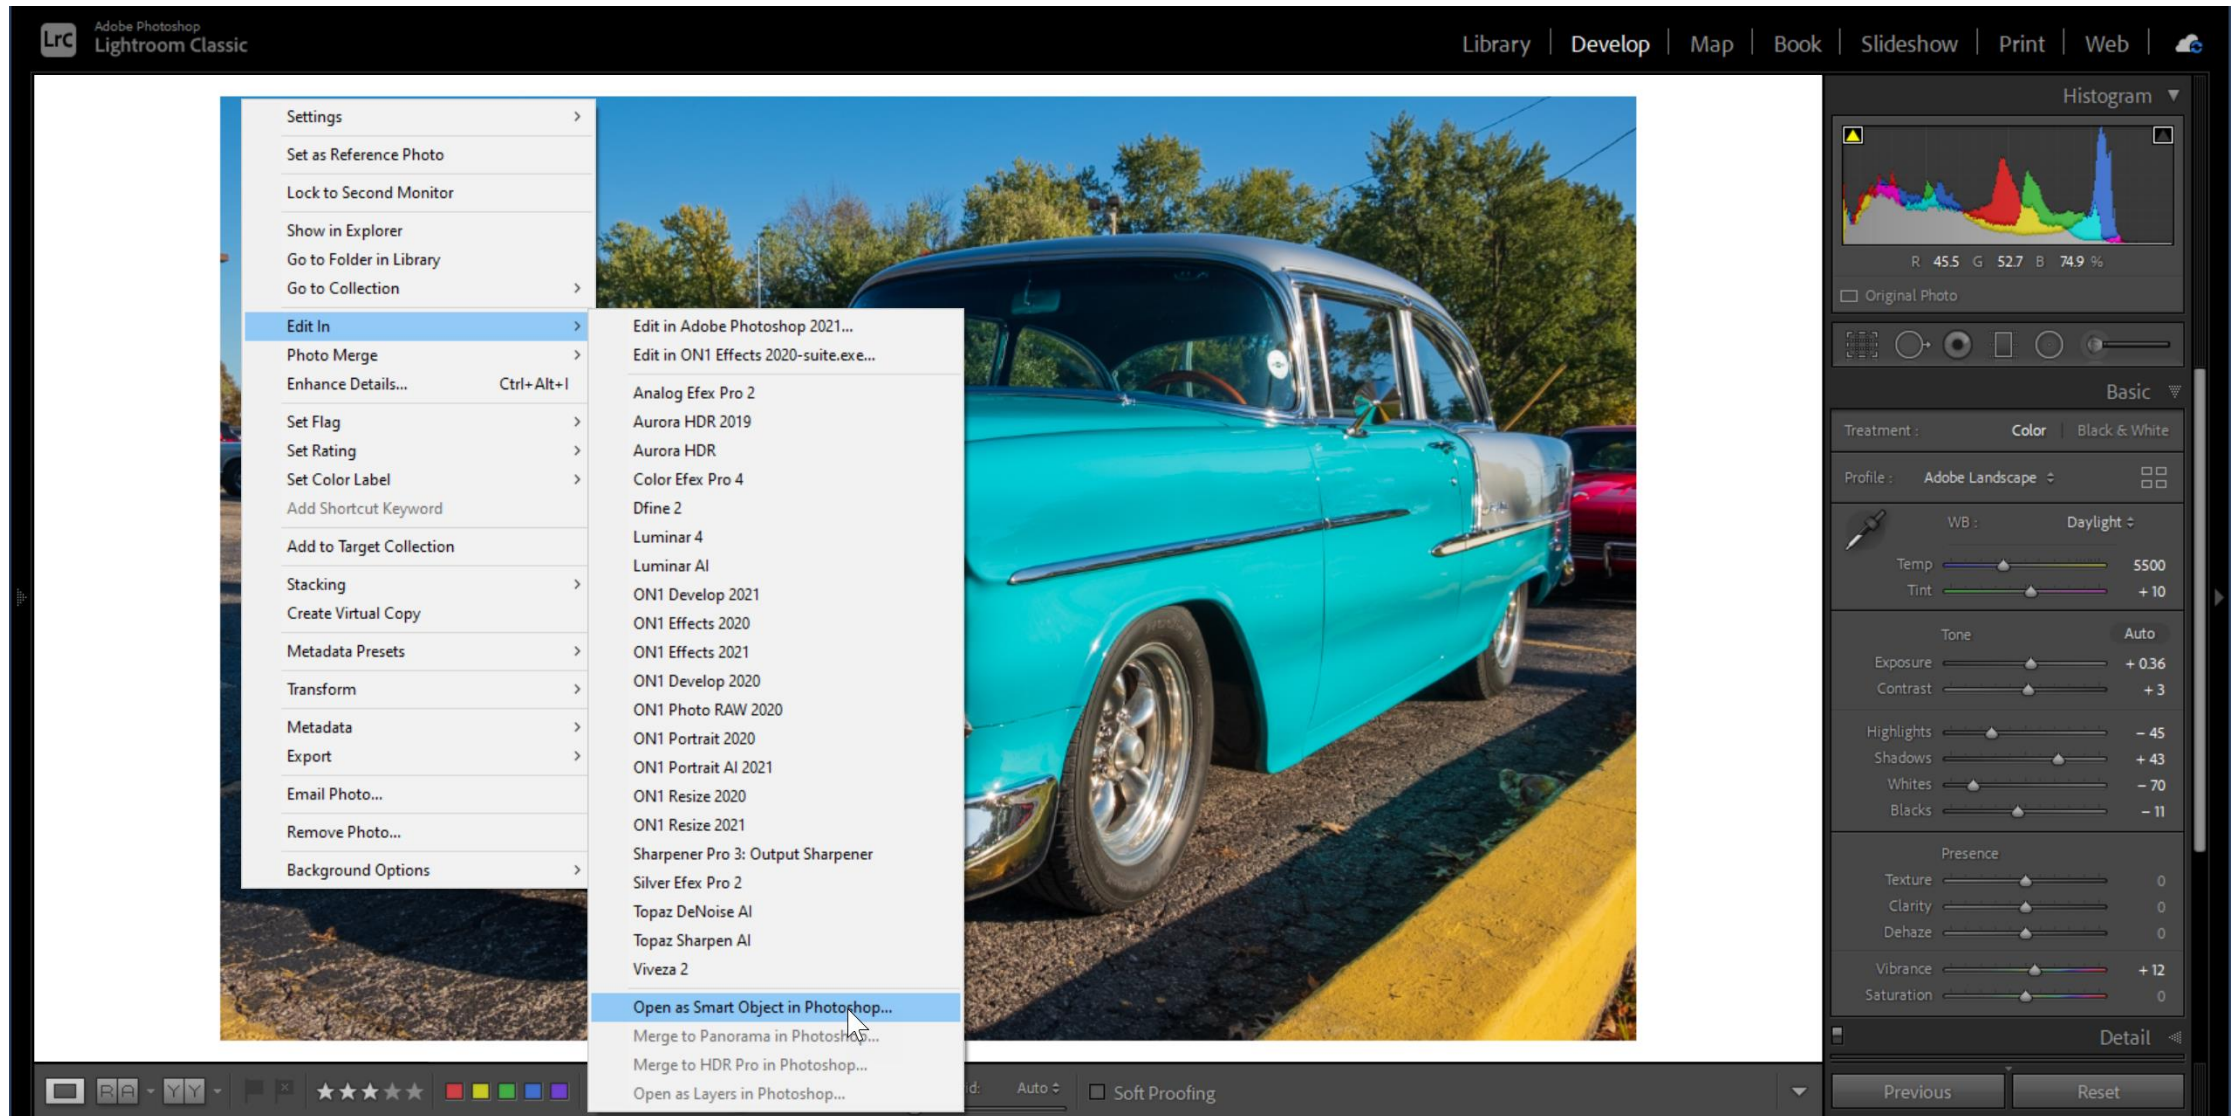 LrC
Adobe Photoshop
Lightroom Classic
Library | Develop | Map | Book | Slideshow | Print | Web
Settings
Set as Reference Photo
Lock to Second Monitor
Show in Explorer
Go to Folder in Library
Go to Collection
Edit In
Photo Merge
Enhance Details... Ctrl+Alt+I
Set Flag
Set Rating
Set Color Label
Add Shortcut Keyword
Add to Target Collection
Stacking
Create Virtual Copy
Metadata Presets
Transform
Metadata
Export
Email Photo...
Remove Photo...
Background Options
Edit in Adobe Photoshop 2021...
Edit in ON1 Effects 2020-suite.exe...
Analog Efex Pro 2
Aurora HDR 2019
Aurora HDR
Color Efex Pro 4
Dfine 2
Luminar 4
Luminar AI
ON1 Develop 2021
ON1 Effects 2020
ON1 Effects 2021
ON1 Develop 2020
ON1 Photo RAW 2020
ON1 Portrait 2020
ON1 Portrait AI 2021
ON1 Resize 2020
ON1 Resize 2021
Sharpener Pro 3: Output Sharpener
Silver Efex Pro 2
Topaz DeNoise AI
Topaz Sharpen AI
Viveza 2
Open as Smart Object in Photoshop...
Merge to Panorama in Photoshop...
Merge to HDR Pro in Photoshop...
Open as Layers in Photoshop...
Histogram
R 45.5 G 52.7 B 74.9 %
Original Photo
Basic
Treatment : Color | Black & White
Profile : Adobe Landscape
WB : Daylight
Temp 5500
Tint + 10
Tone Auto
Exposure + 0.36
Contrast + 3
Highlights − 45
Shadows + 43
Whites − 70
Blacks − 11
Presence
Texture 0
Clarity 0
Dehaze 0
Vibrance + 12
Saturation 0
Detail
Previous Reset
R A Y Y id: Auto Soft Proofing